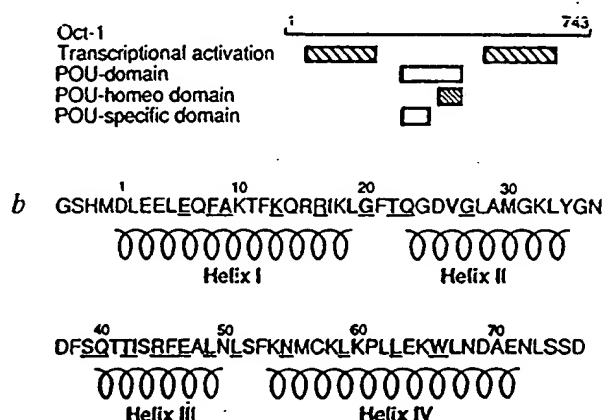 1 743
Oct-1
Transcriptional activation
POU-domain
POU-homeo domain
POU-specific domain
b
1 10 20 30
GSHMDLEELEQFAKTFKQRRIKLGFTQGDVGLAMGKLYGN
Helix I Helix II
40 50 60 70
DFSQTTISRFEALNLSFKNMCKLKPLLEKWLNDAENLSSD
Helix III Helix IV